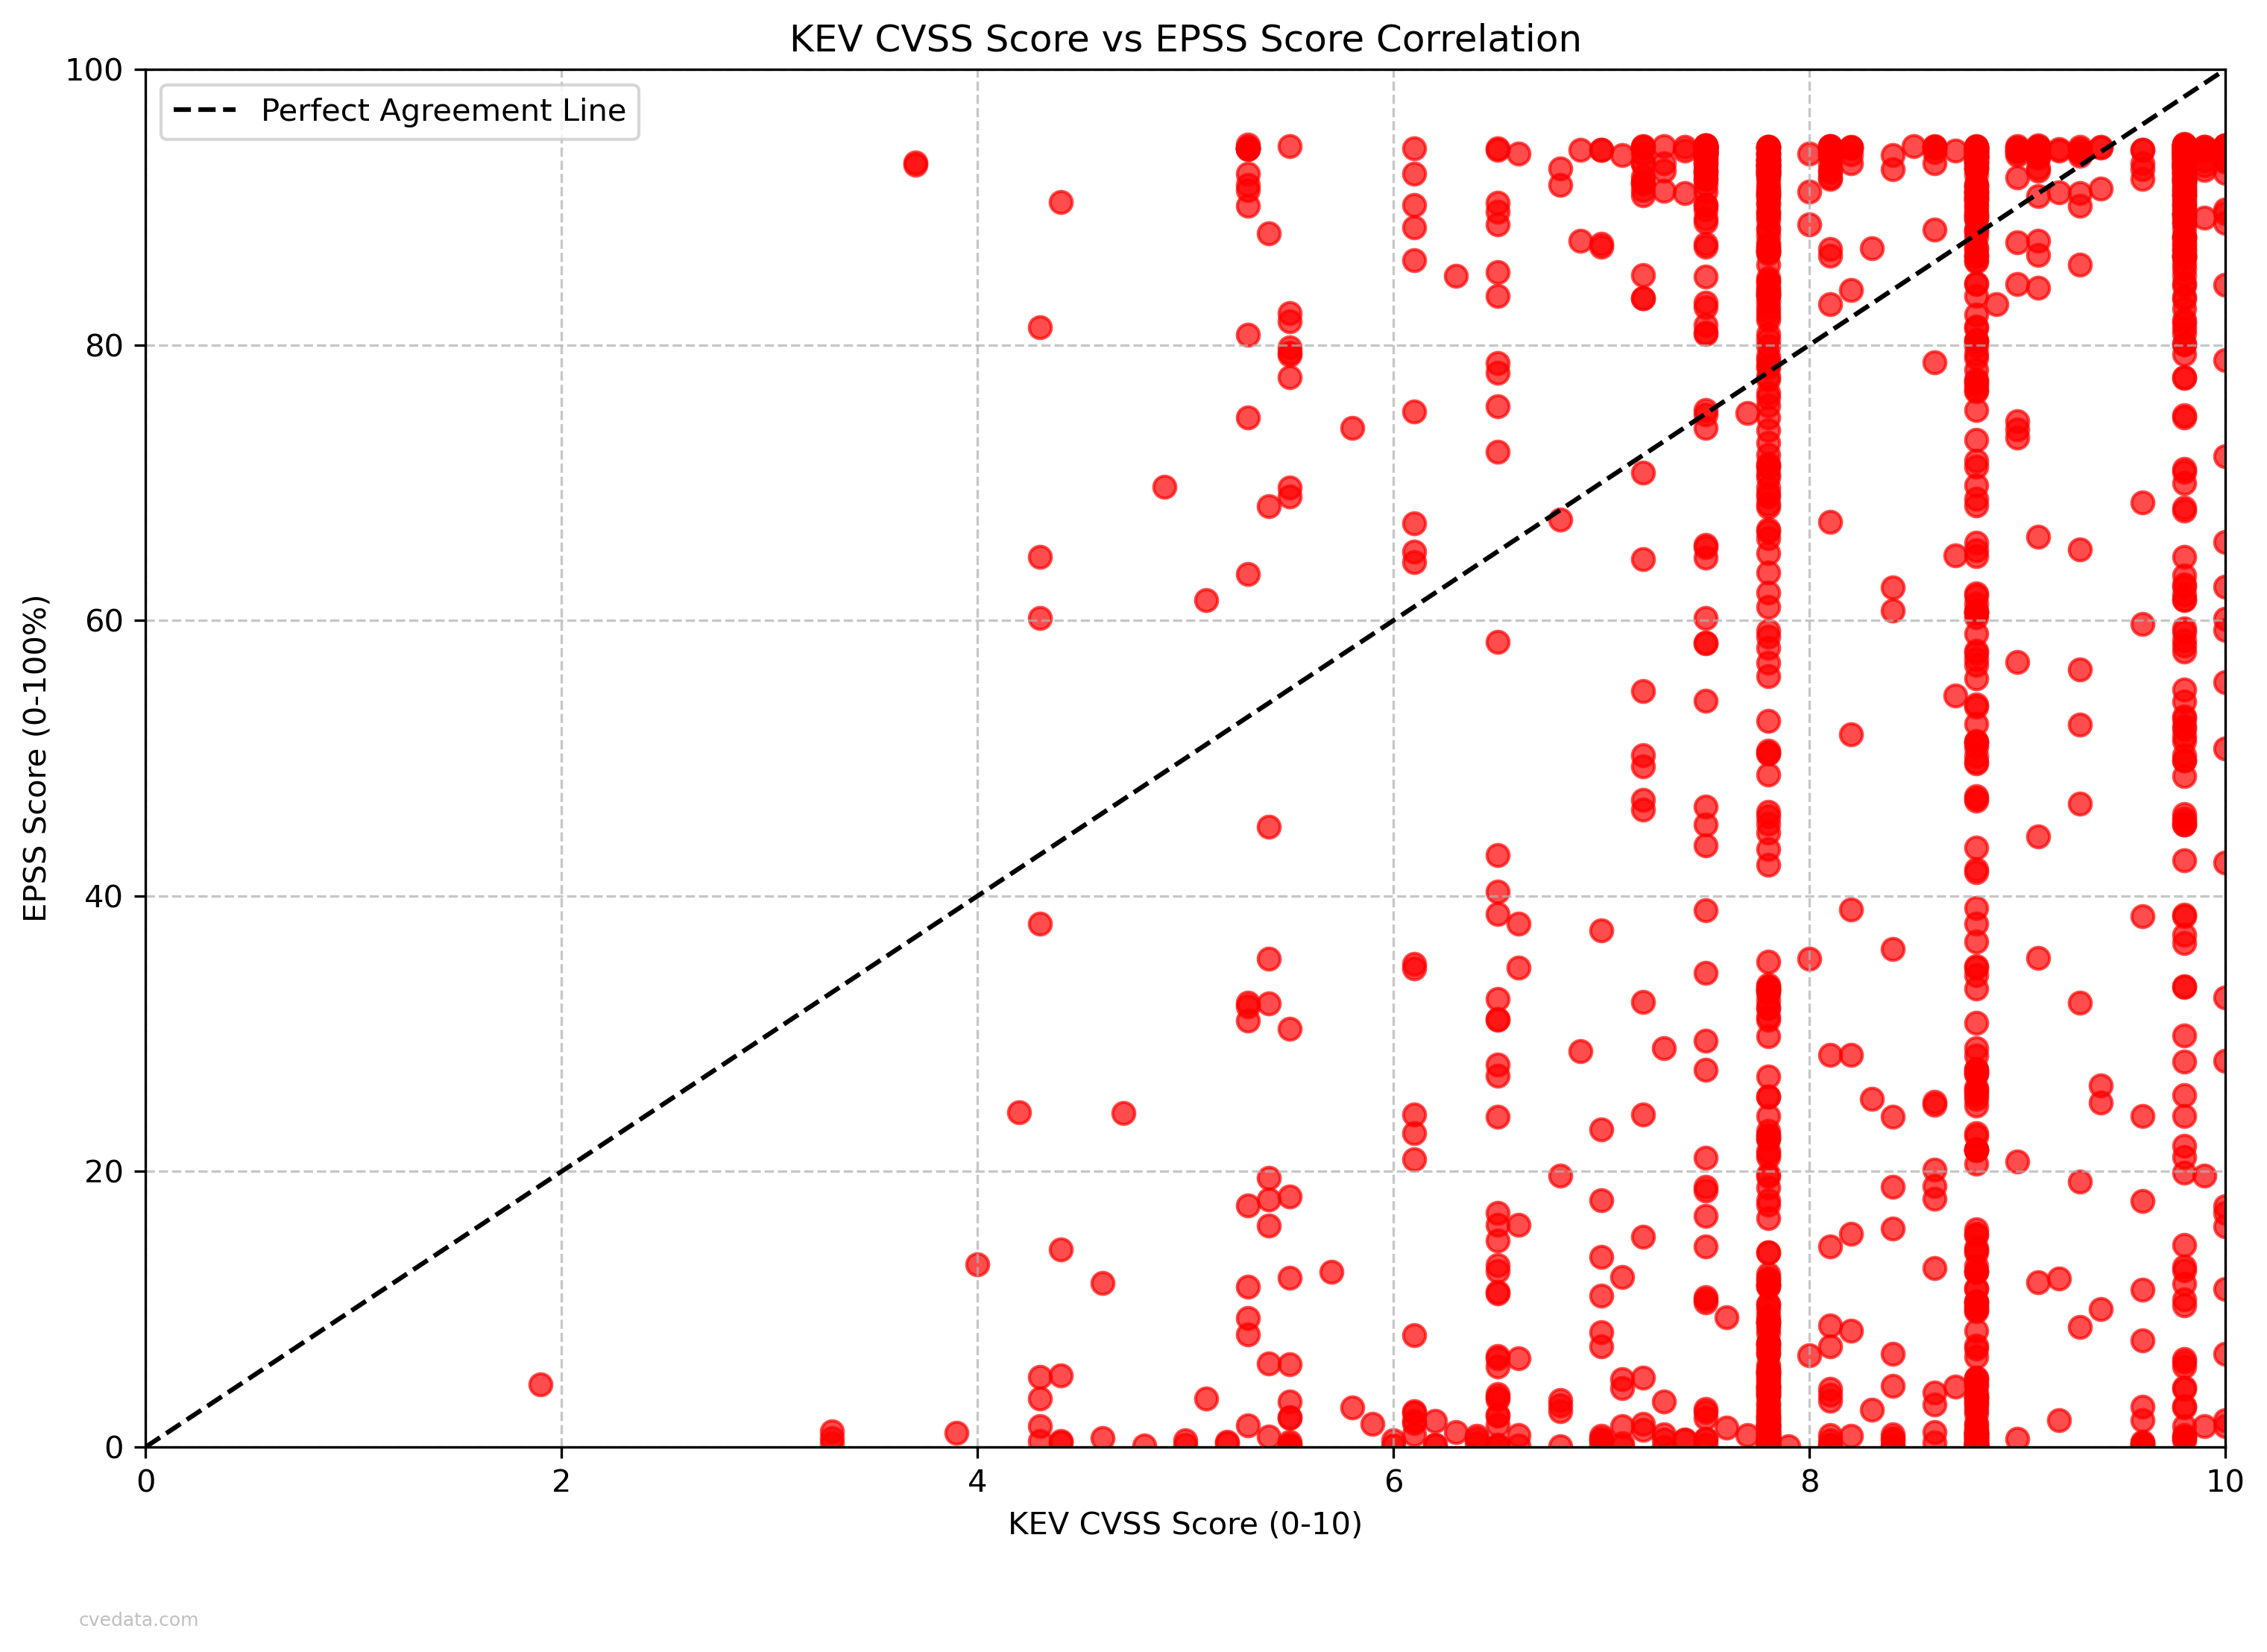 KEV CVSS Score vs EPSS Score Correlation
Perfect Agreement Line
EPSS Score (0-100%)
100
80
60
40
20
0
0 2 4 6 8 10
KEV CVSS Score (0-10)
cvedata.com